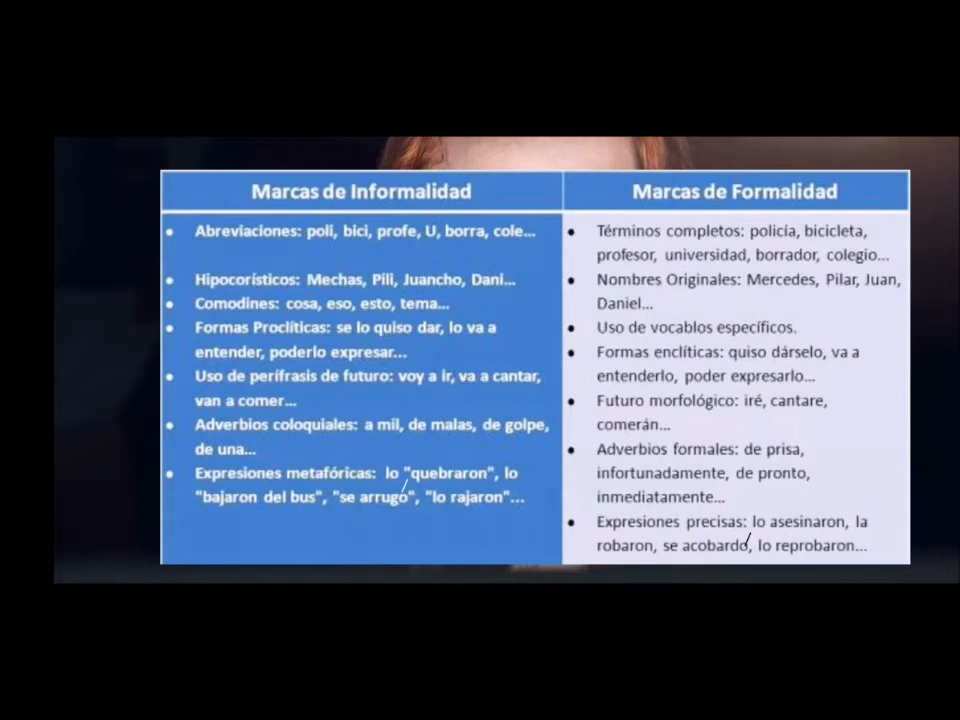 Marcas de Informalidad
Abreviaciones: poli, bici, profe, U, borra, cole...
Hipocorísticos: Mechas, Pili, Juancho, Dani...
Comodines: cosa, eso, esto, tema...
Formas Proclíticas: se lo quiso dar, lo va a
entender, poderlo expresar...
Uso de perífrasis de futuro: voy a ir, va a cantar,
van a comer...
Adverbios coloquiales: a mil, de malas, de golpe,
de una...
Expresiones metafóricas: lo "quebraron", lo
"bajaron del bus", "se arrugó", "lo rajaron"...
Marcas de Formalidad
Términos completos: policía, bicicleta,
profesor, universidad, borrador, colegio...
Nombres Originales: Mercedes, Pilar, Juan,
Daniel...
Uso de vocablos específicos.
Formas enclíticas: quiso dárselo, va a
entenderlo, poder expresarlo...
Futuro morfológico: iré, cantare,
comerán...
Adverbios formales: de prisa,
infortunadamente, de pronto,
inmediatamente...
Expresiones precisas: lo asesinaron, la
robaron, se acobardó, lo reprobaron...